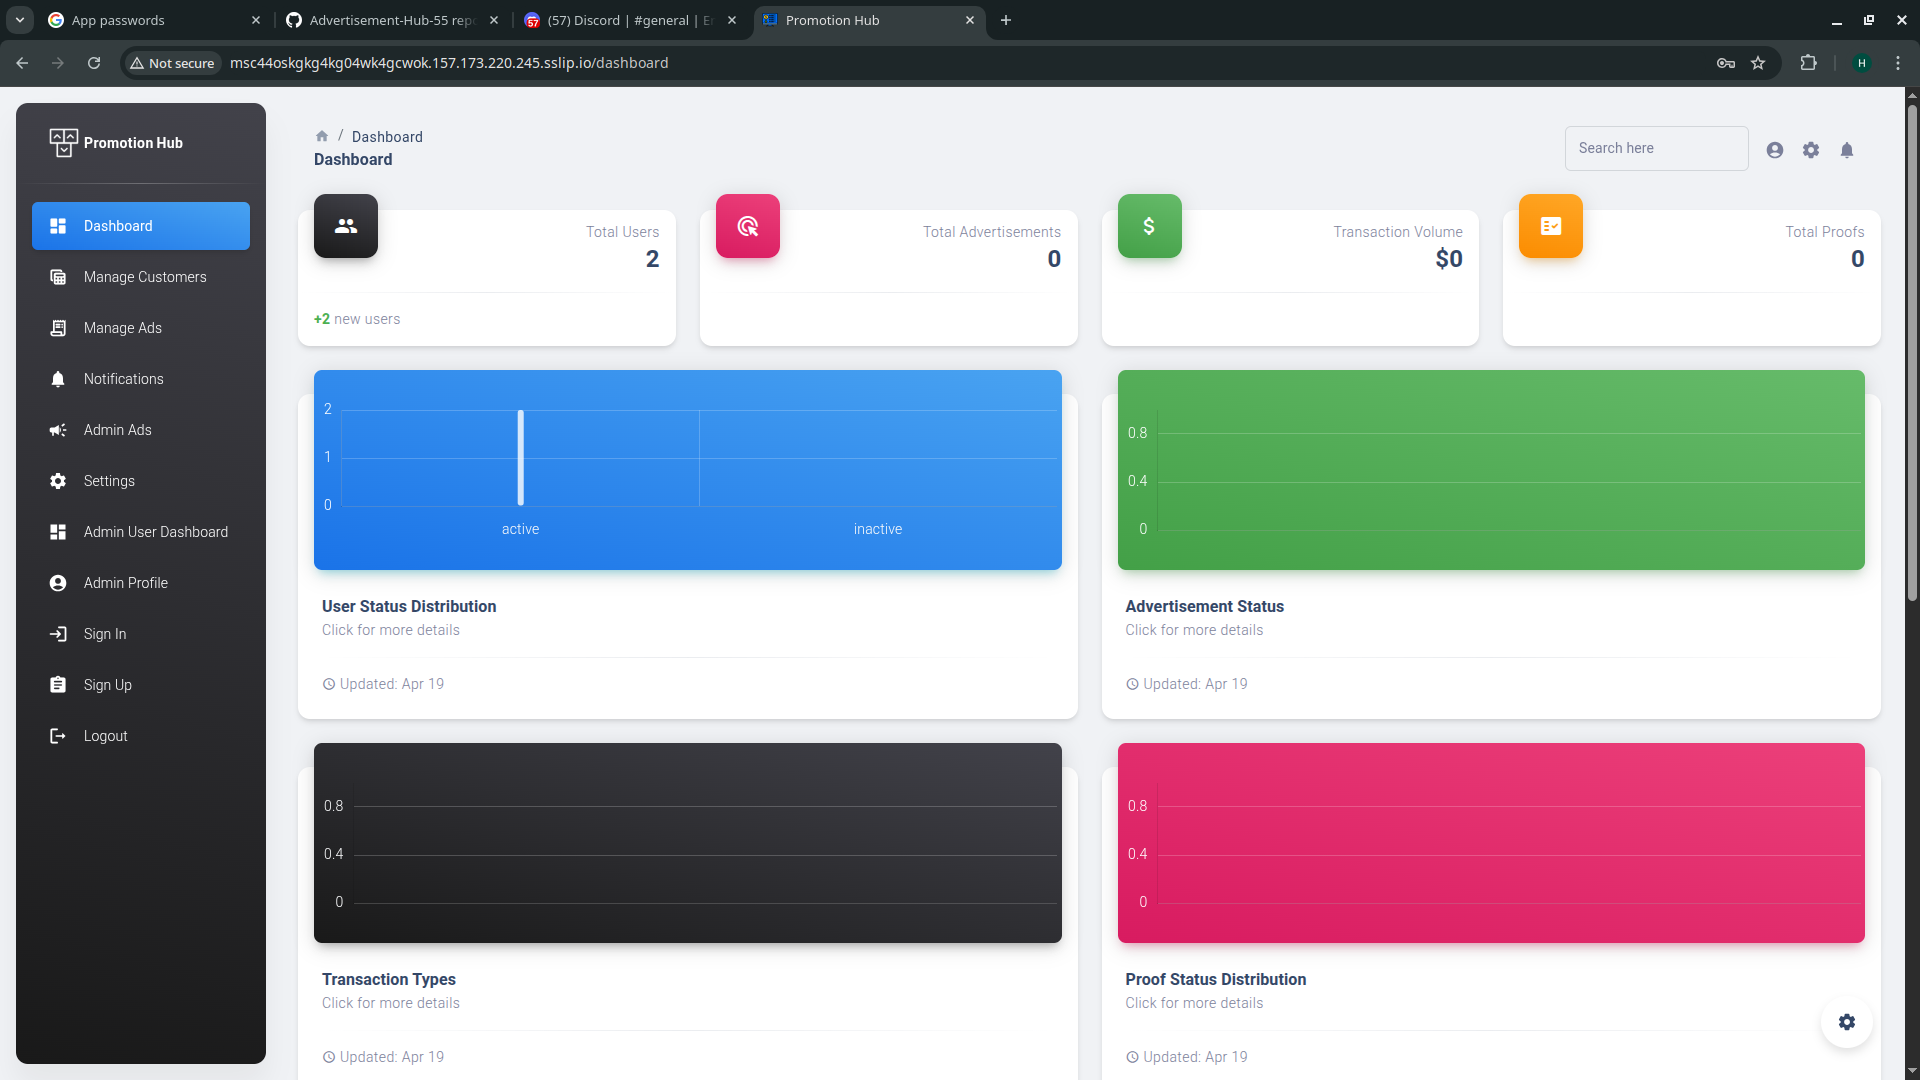 App passwords
Advertisement-Hub-55 repo
(57) Discord | #general |
Promotion Hub
Not secure
msc44oskgkg4kg04wk4gcwok.157.173.220.245.sslip.io/dashboard
H
Promotion Hub
Dashboard
Manage Customers
Manage Ads
Notifications
Admin Ads
Settings
Admin User Dashboard
Admin Profile
Sign In
Sign Up
Logout
/ Dashboard
Dashboard
Search here
Total Users
2
+2 new users
Total Advertisements
0
Transaction Volume
$0
Total Proofs
0
2
1
0
active
inactive
User Status Distribution
Click for more details
Updated: Apr 19
0.8
0.4
0
Advertisement Status
Click for more details
Updated: Apr 19
0.8
0.4
0
Transaction Types
Click for more details
Updated: Apr 19
0.8
0.4
0
Proof Status Distribution
Click for more details
Updated: Apr 19